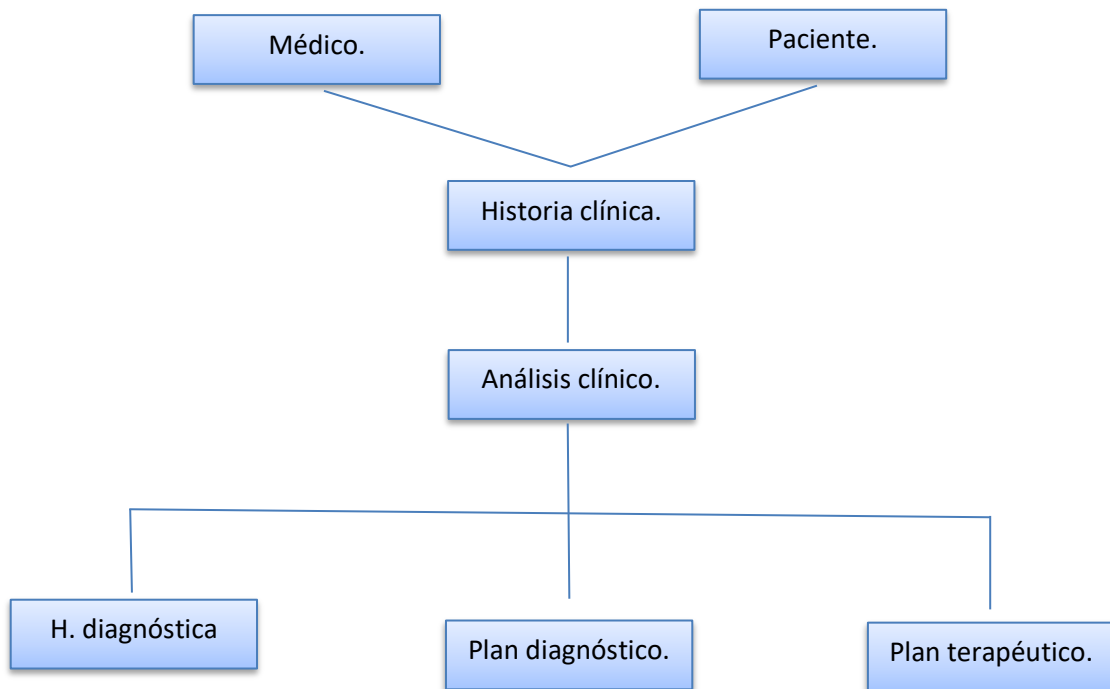 Médico.
Paciente.
Historia clínica.
Análisis clínico.
H. diagnóstica
Plan diagnóstico.
Plan terapéutico.